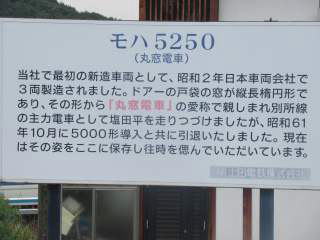 モハ5250
(丸窓電車)
当社で最初の新造車両として、昭和2年日本車両会社で
3両製造されました。ドアーの戸袋の窓が縦長楕円形で
あり、その形から「丸窓電車」の愛称で親しまれ別所線
の主力電車として塩田平を走りつづけましたが、昭和61
年10月に5000形導入と共に引退いたしました。現在
はその姿をここに保存し往時を偲んでいただいています。
上田電鉄株式会社